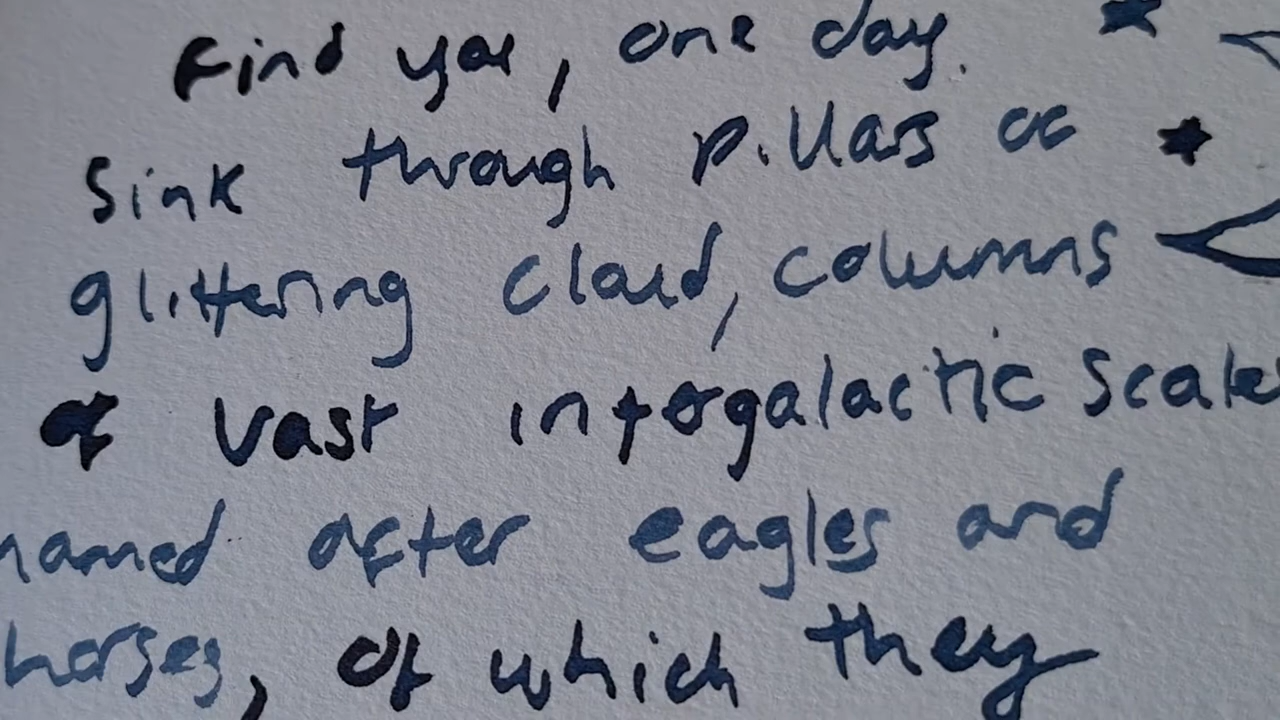 Find you, one day.
Sink through pillars of
glittering cloud, columns
of vast intergalactic scale
named after eagles and
horses, of which they